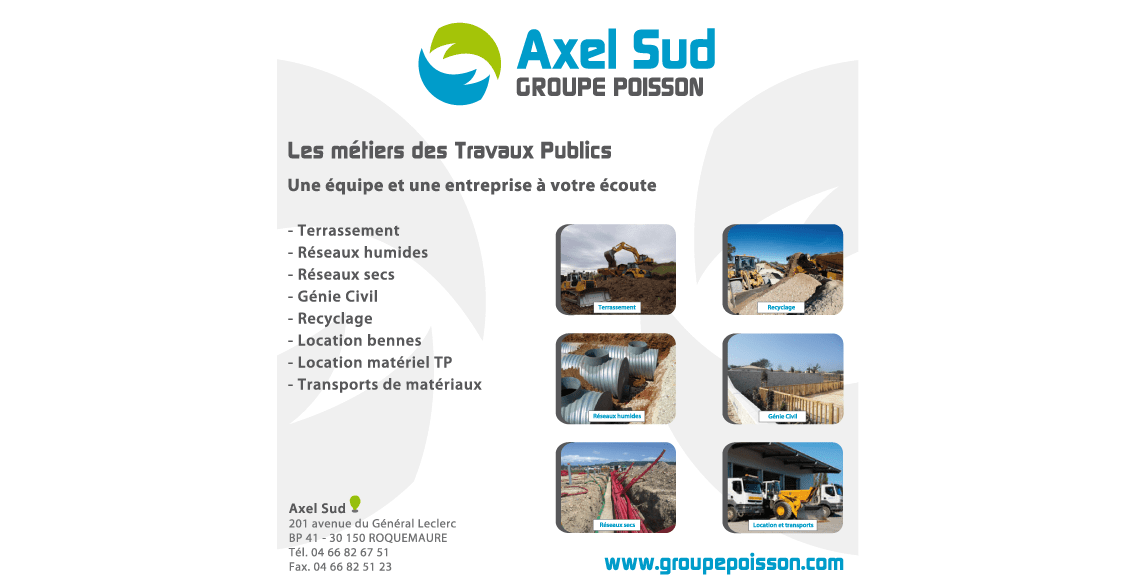 Axel Sud
GROUPE POISSON
Les métiers des Travaux Publics
Une équipe et une entreprise à votre écoute
- Terrassement
- Réseaux humides
- Réseaux secs
- Génie Civil
- Recyclage
- Location bennes
- Location matériel TP
- Transports de matériaux
Terrassement
Recyclage
Réseaux humides
Génie Civil
Réseaux secs
Location et transports
Axel Sud
201 avenue du Général Leclerc
BP 41 - 30 150 ROQUEMAURE
Tél. 04 66 82 67 51
Fax. 04 66 82 51 23
www.groupepoisson.com